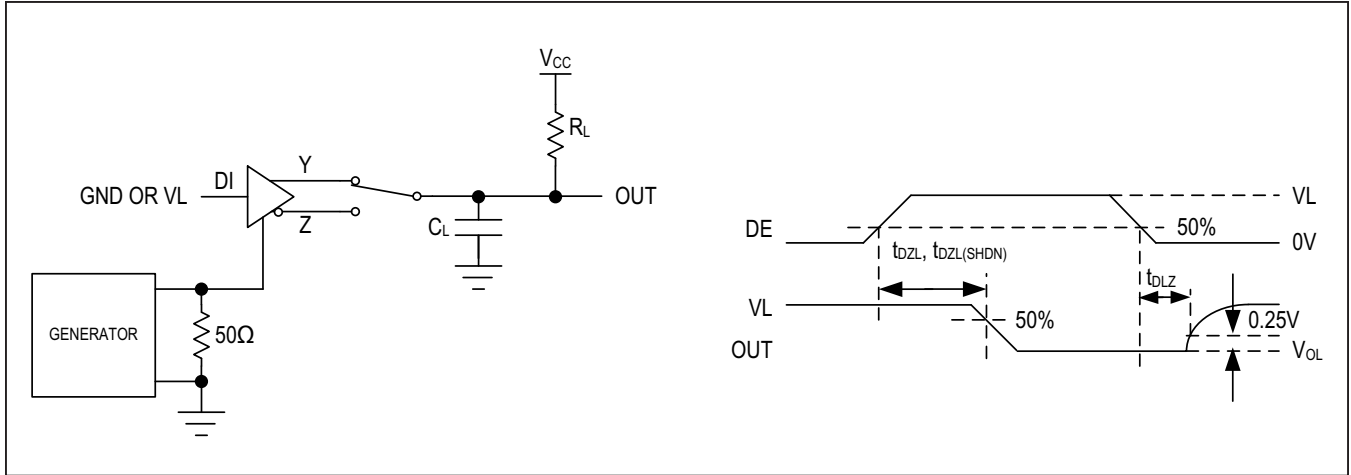 VCC
RL
GND OR VL
DI
Y
Z
OUT
CL
GENERATOR
50Ω
DE
VL
50%
0V
tDZL, tDZL(SHDN)
tDLZ
VL
50%
0.25V
OUT
VOL